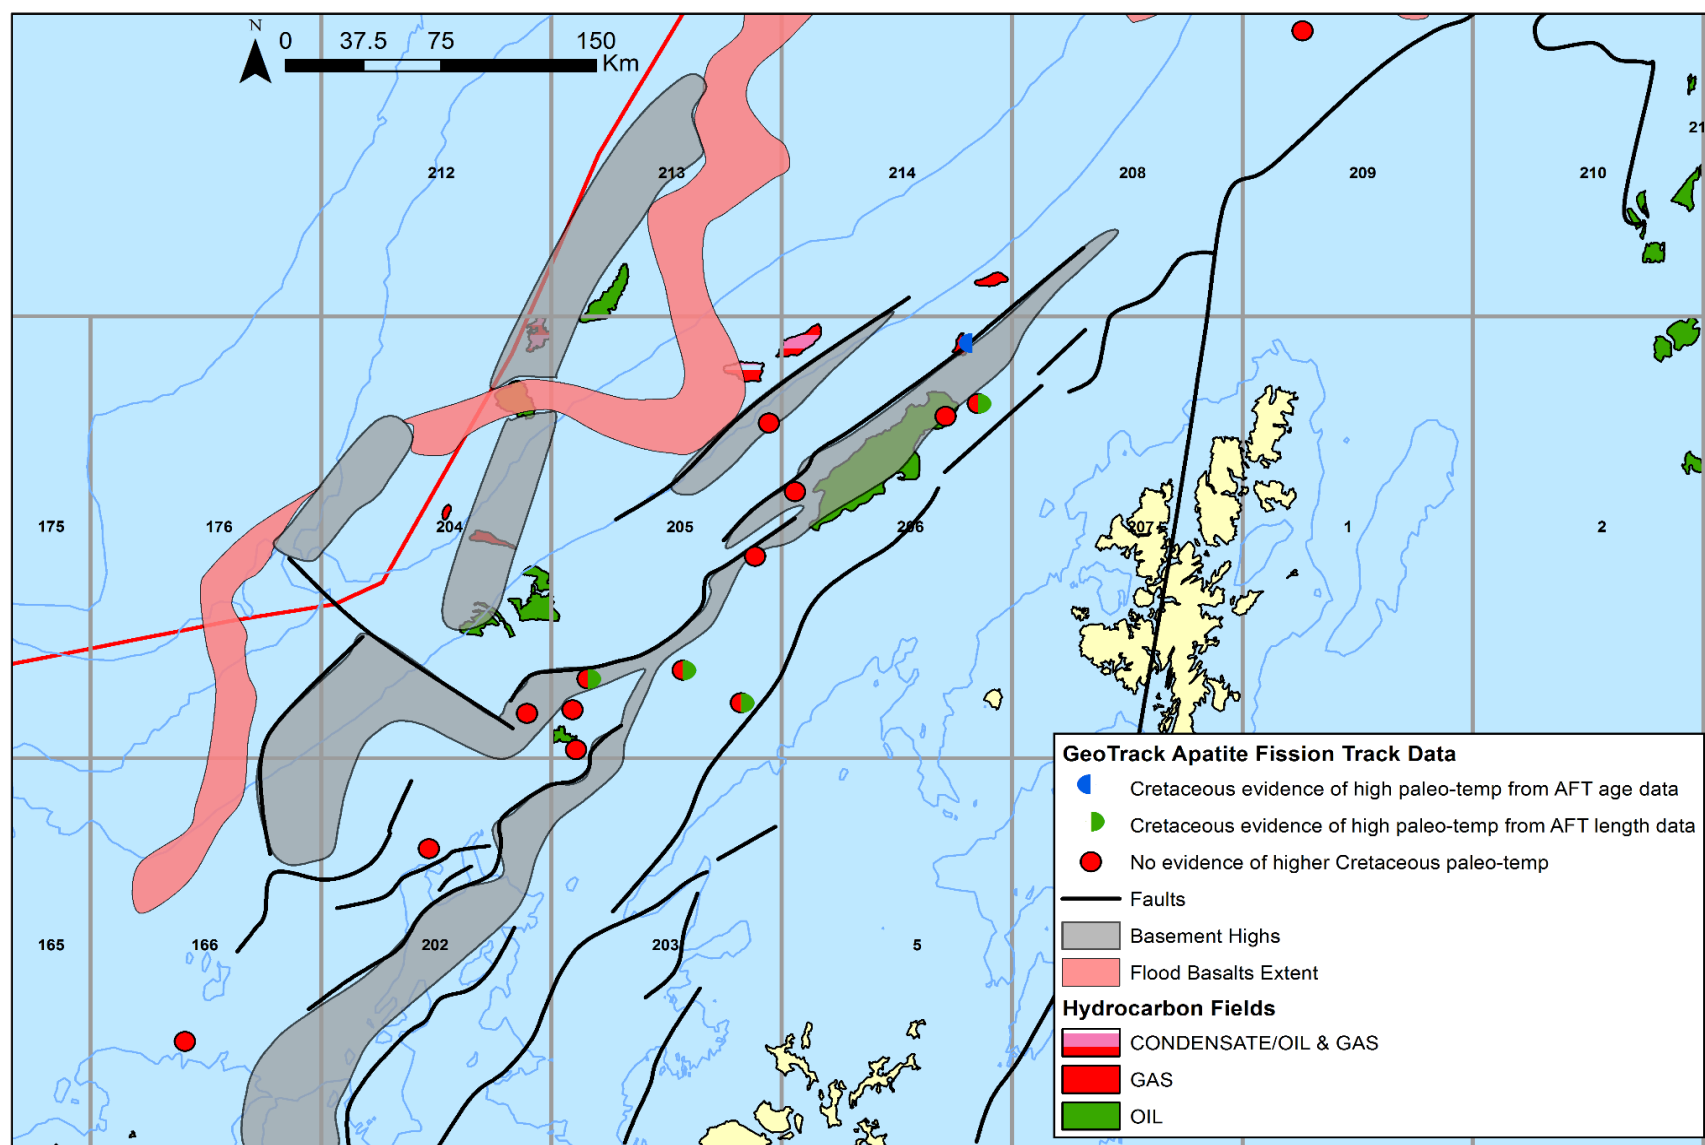 N
0 37.5 75 150
Km
21
212 213 214 208 209 210
175 176 204 205 206 207 1 2
165 166 202 203 5
GeoTrack Apatite Fission Track Data
Cretaceous evidence of high paleo-temp from AFT age data
Cretaceous evidence of high paleo-temp from AFT length data
No evidence of higher Cretaceous paleo-temp
Faults
Basement Highs
Flood Basalts Extent
Hydrocarbon Fields
CONDENSATE/OIL & GAS
GAS
OIL